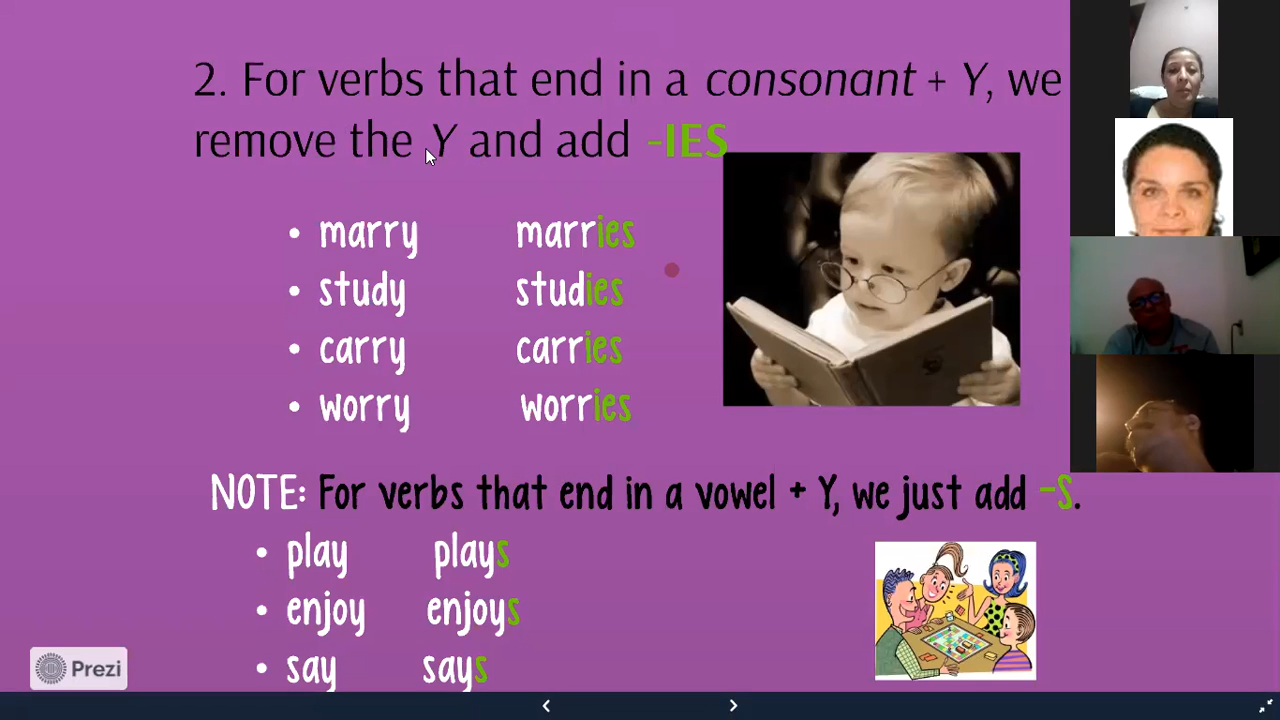 2. For verbs that end in a consonant + Y, we
remove the Y and add -IES
• marry marries
• study studies
• carry carries
• worry worries
NOTE: For verbs that end in a vowel + Y, we just add -S.
• play plays
• enjoy enjoys
• say says
Prezi